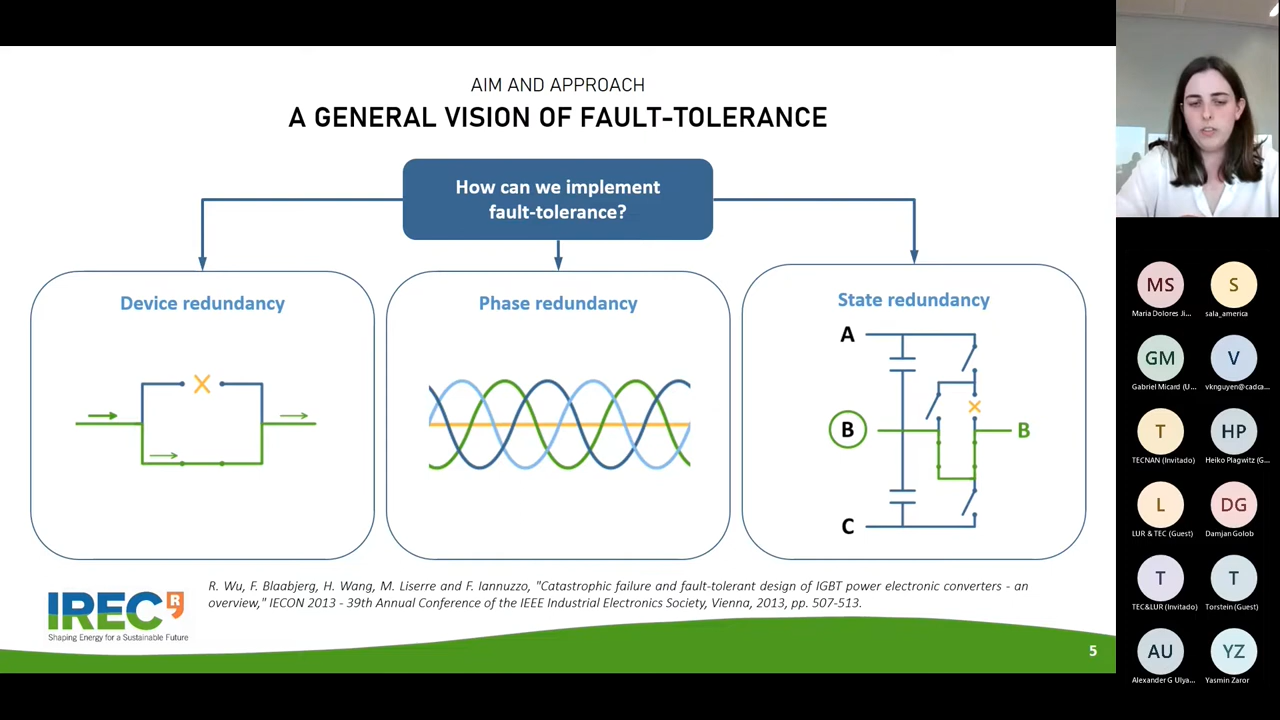 AIM AND APPROACH
A GENERAL VISION OF FAULT-TOLERANCE
How can we implement
fault-tolerance?
Device redundancy
Phase redundancy
State redundancy
A
B
B
C
R. Wu, F. Blaabjerg, H. Wang, M. Liserre and F. Iannuzzo, "Catastrophic failure and fault-tolerant design of IGBT power electronic converters - an
overview," IECON 2013 - 39th Annual Conference of the IEEE Industrial Electronics Society, Vienna, 2013, pp. 507-513.
IREC R
Shaping Energy for a Sustainable Future
5
MS
Maria Dolores Ji...
S
sala_america
GM
Gabriel Micard (U...
V
vknguyen@cadca...
T
TECNAN (Invitado)
HP
Heiko Plagwitz (G...
L
LUR & TEC (Guest)
DG
Damjan Golob
T
TEC&LUR (Invitado)
T
Torstein (Guest)
AU
Alexander G Ulya...
YZ
Yasmin Zaror